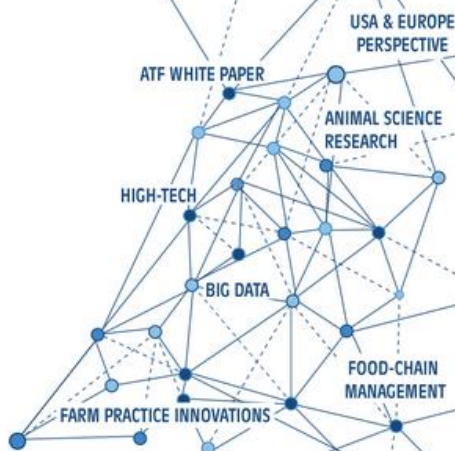 USA & EUROPE
PERSPECTIVE
ATF WHITE PAPER
ANIMAL SCIENCE
RESEARCH
HIGH-TECH
BIG DATA
FOOD-CHAIN
MANAGEMENT
FARM PRACTICE INNOVATIONS